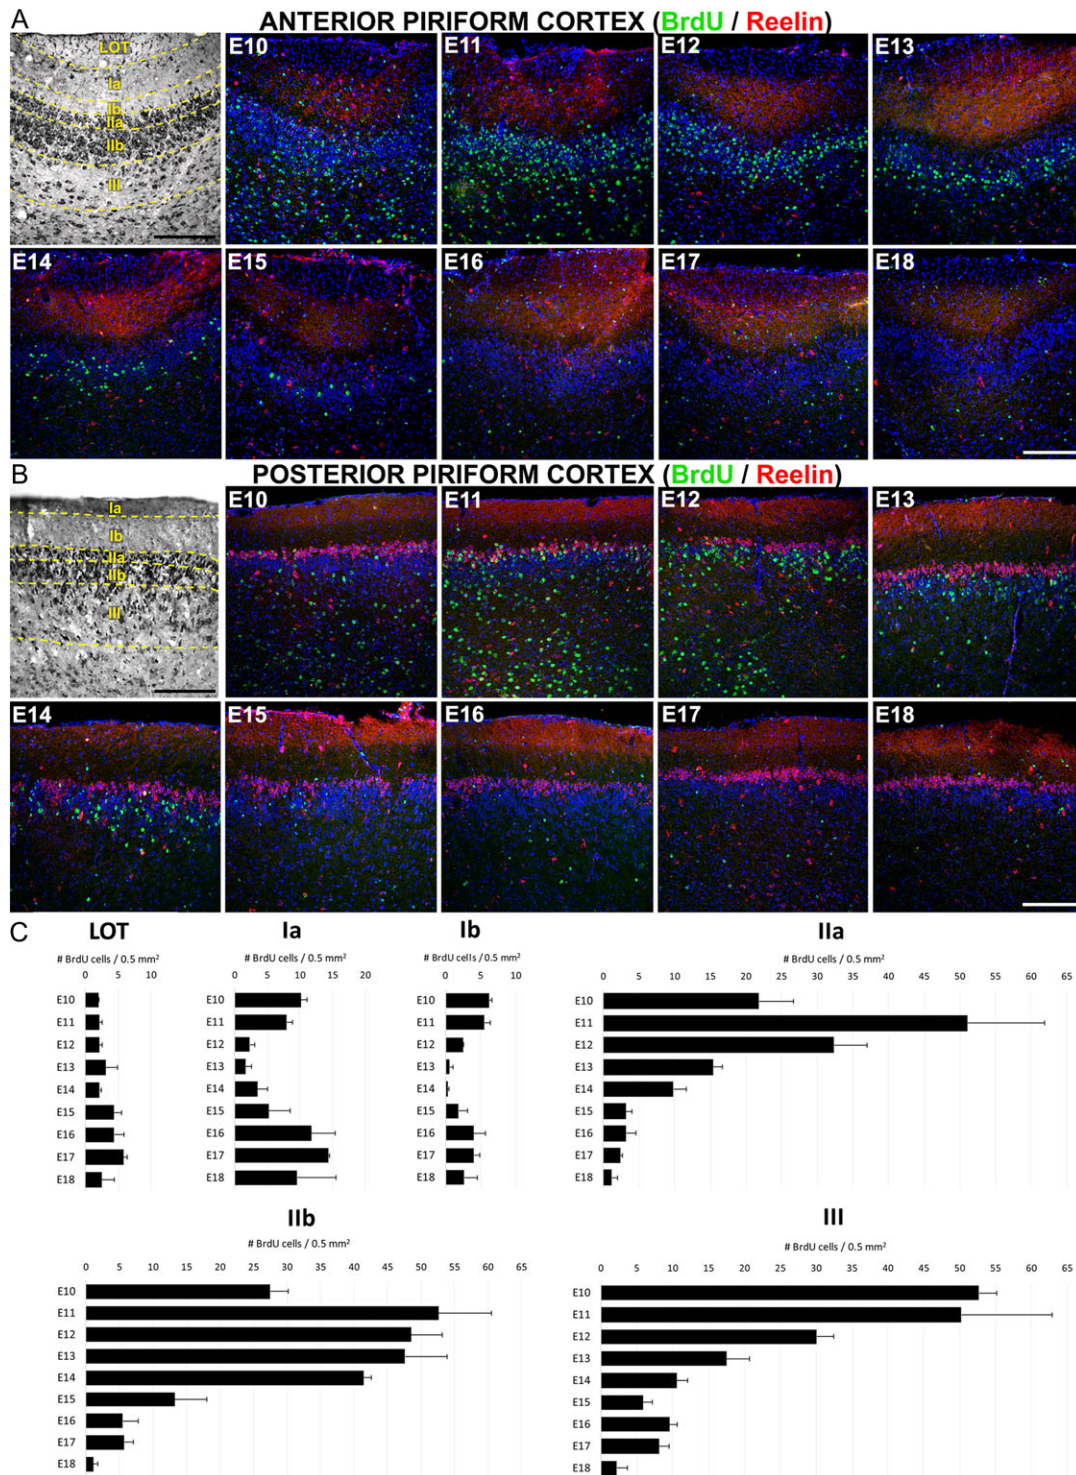 A
ANTERIOR PIRIFORM CORTEX (BrdU / Reelin)
LOT
Ia
Ib
IIa
IIb
III
E10
E11
E12
E13
E14
E15
E16
E17
E18
B
POSTERIOR PIRIFORM CORTEX (BrdU / Reelin)
Ia
Ib
IIa
IIb
III
E10
E11
E12
E13
E14
E15
E16
E17
E18
C
LOT
# BrdU cells / 0.5 mm²
0 5 10
E10
E11
E12
E13
E14
E15
E16
E17
E18
Ia
# BrdU cells / 0.5 mm²
0 5 10 15 20
E10
E11
E12
E13
E14
E15
E16
E17
E18
Ib
# BrdU cells / 0.5 mm²
0 5 10
E10
E11
E12
E13
E14
E15
E16
E17
E18
IIa
# BrdU cells / 0.5 mm²
0 5 10 15 20 25 30 35 40 45 50 55 60 65
E10
E11
E12
E13
E14
E15
E16
E17
E18
IIb
# BrdU cells / 0.5 mm²
0 5 10 15 20 25 30 35 40 45 50 55 60 65
E10
E11
E12
E13
E14
E15
E16
E17
E18
III
# BrdU cells / 0.5 mm²
0 5 10 15 20 25 30 35 40 45 50 55 60 65
E10
E11
E12
E13
E14
E15
E16
E17
E18